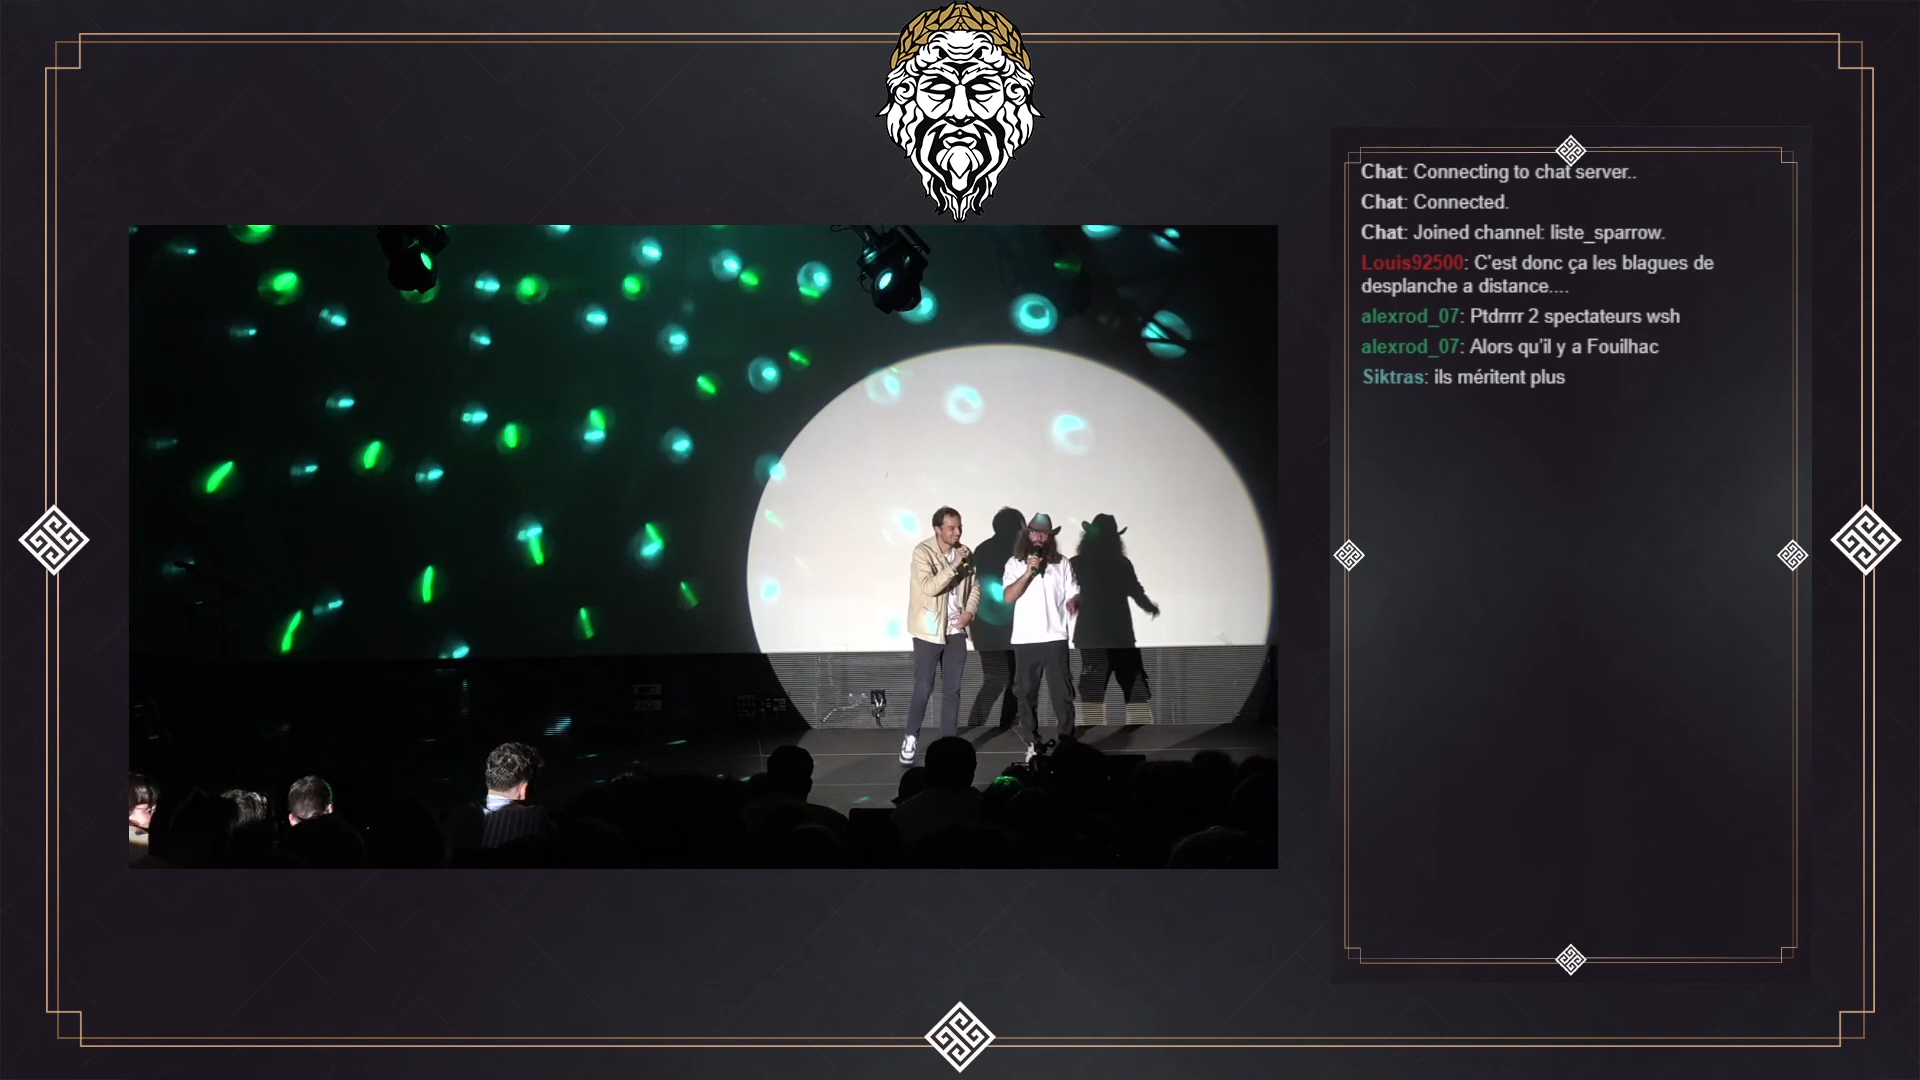 Chat: Connecting to chat server..
Chat: Connected.
Chat: Joined channel: liste_sparrow.
Louis92500: C'est donc ça les blagues de
desplanche a distance....
alexrod_07: Ptdrrrr 2 spectateurs wsh
alexrod_07: Alors qu'il y a Fouilhac
Siktras: ils méritent plus